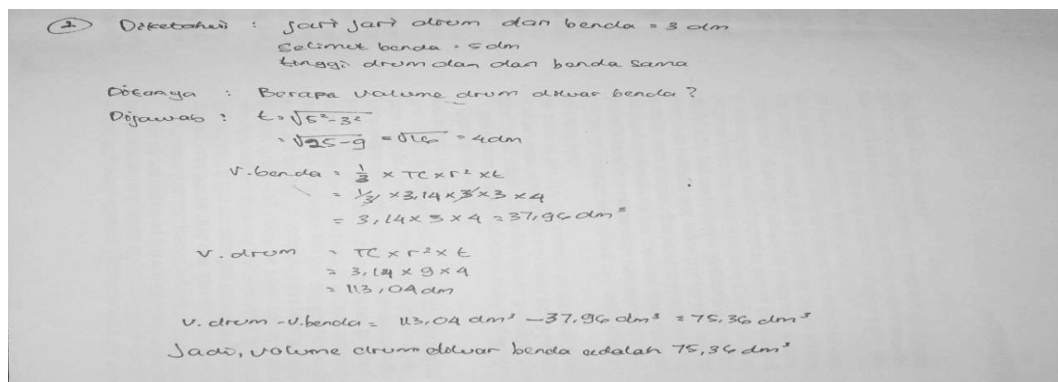 2. Diketahui : jari jari drum dan benda = 3 dm
Selimut benda = 5 dm
tinggi drum dan dan benda sama
Ditanya : Berapa volume drum diluar benda?
Dijawab : t = √5²-3²
= √25-9 = √16 = 4 dm
V. benda = 1/3 × π × r² × t
= 1/3 × 3,14 × 3 × 3 × 4
= 3,14 × 3 × 4 = 37,96 dm³
V. drum = π × r² × t
= 3,14 × 9 × 4
= 113,04 dm
V. drum - V. benda = 113,04 dm³ - 37,96 dm³ = 75,36 dm³
Jadi, volume drum diluar benda adalah 75,36 dm³